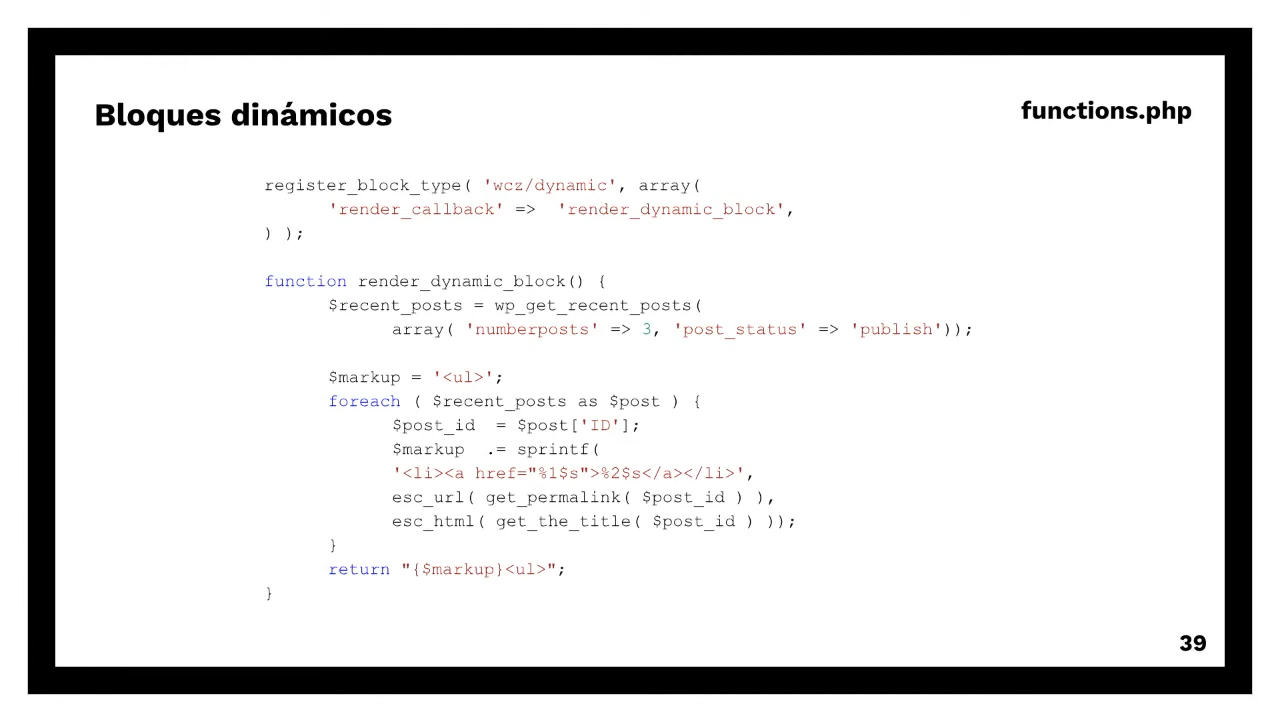 Bloques dinámicos
functions.php
register_block_type( 'wcz/dynamic', array(
'render_callback' => 'render_dynamic_block',
) );
function render_dynamic_block() {
$recent_posts = wp_get_recent_posts(
array( 'numberposts' => 3, 'post_status' => 'publish'));
$markup = '<ul>';
foreach ( $recent_posts as $post ) {
$post_id = $post['ID'];
$markup .= sprintf(
'<li><a href="%1$s">%2$s</a></li>',
esc_url( get_permalink( $post_id ) ),
esc_html( get_the_title( $post_id ) ));
}
return "{$markup}<ul>";
}
39